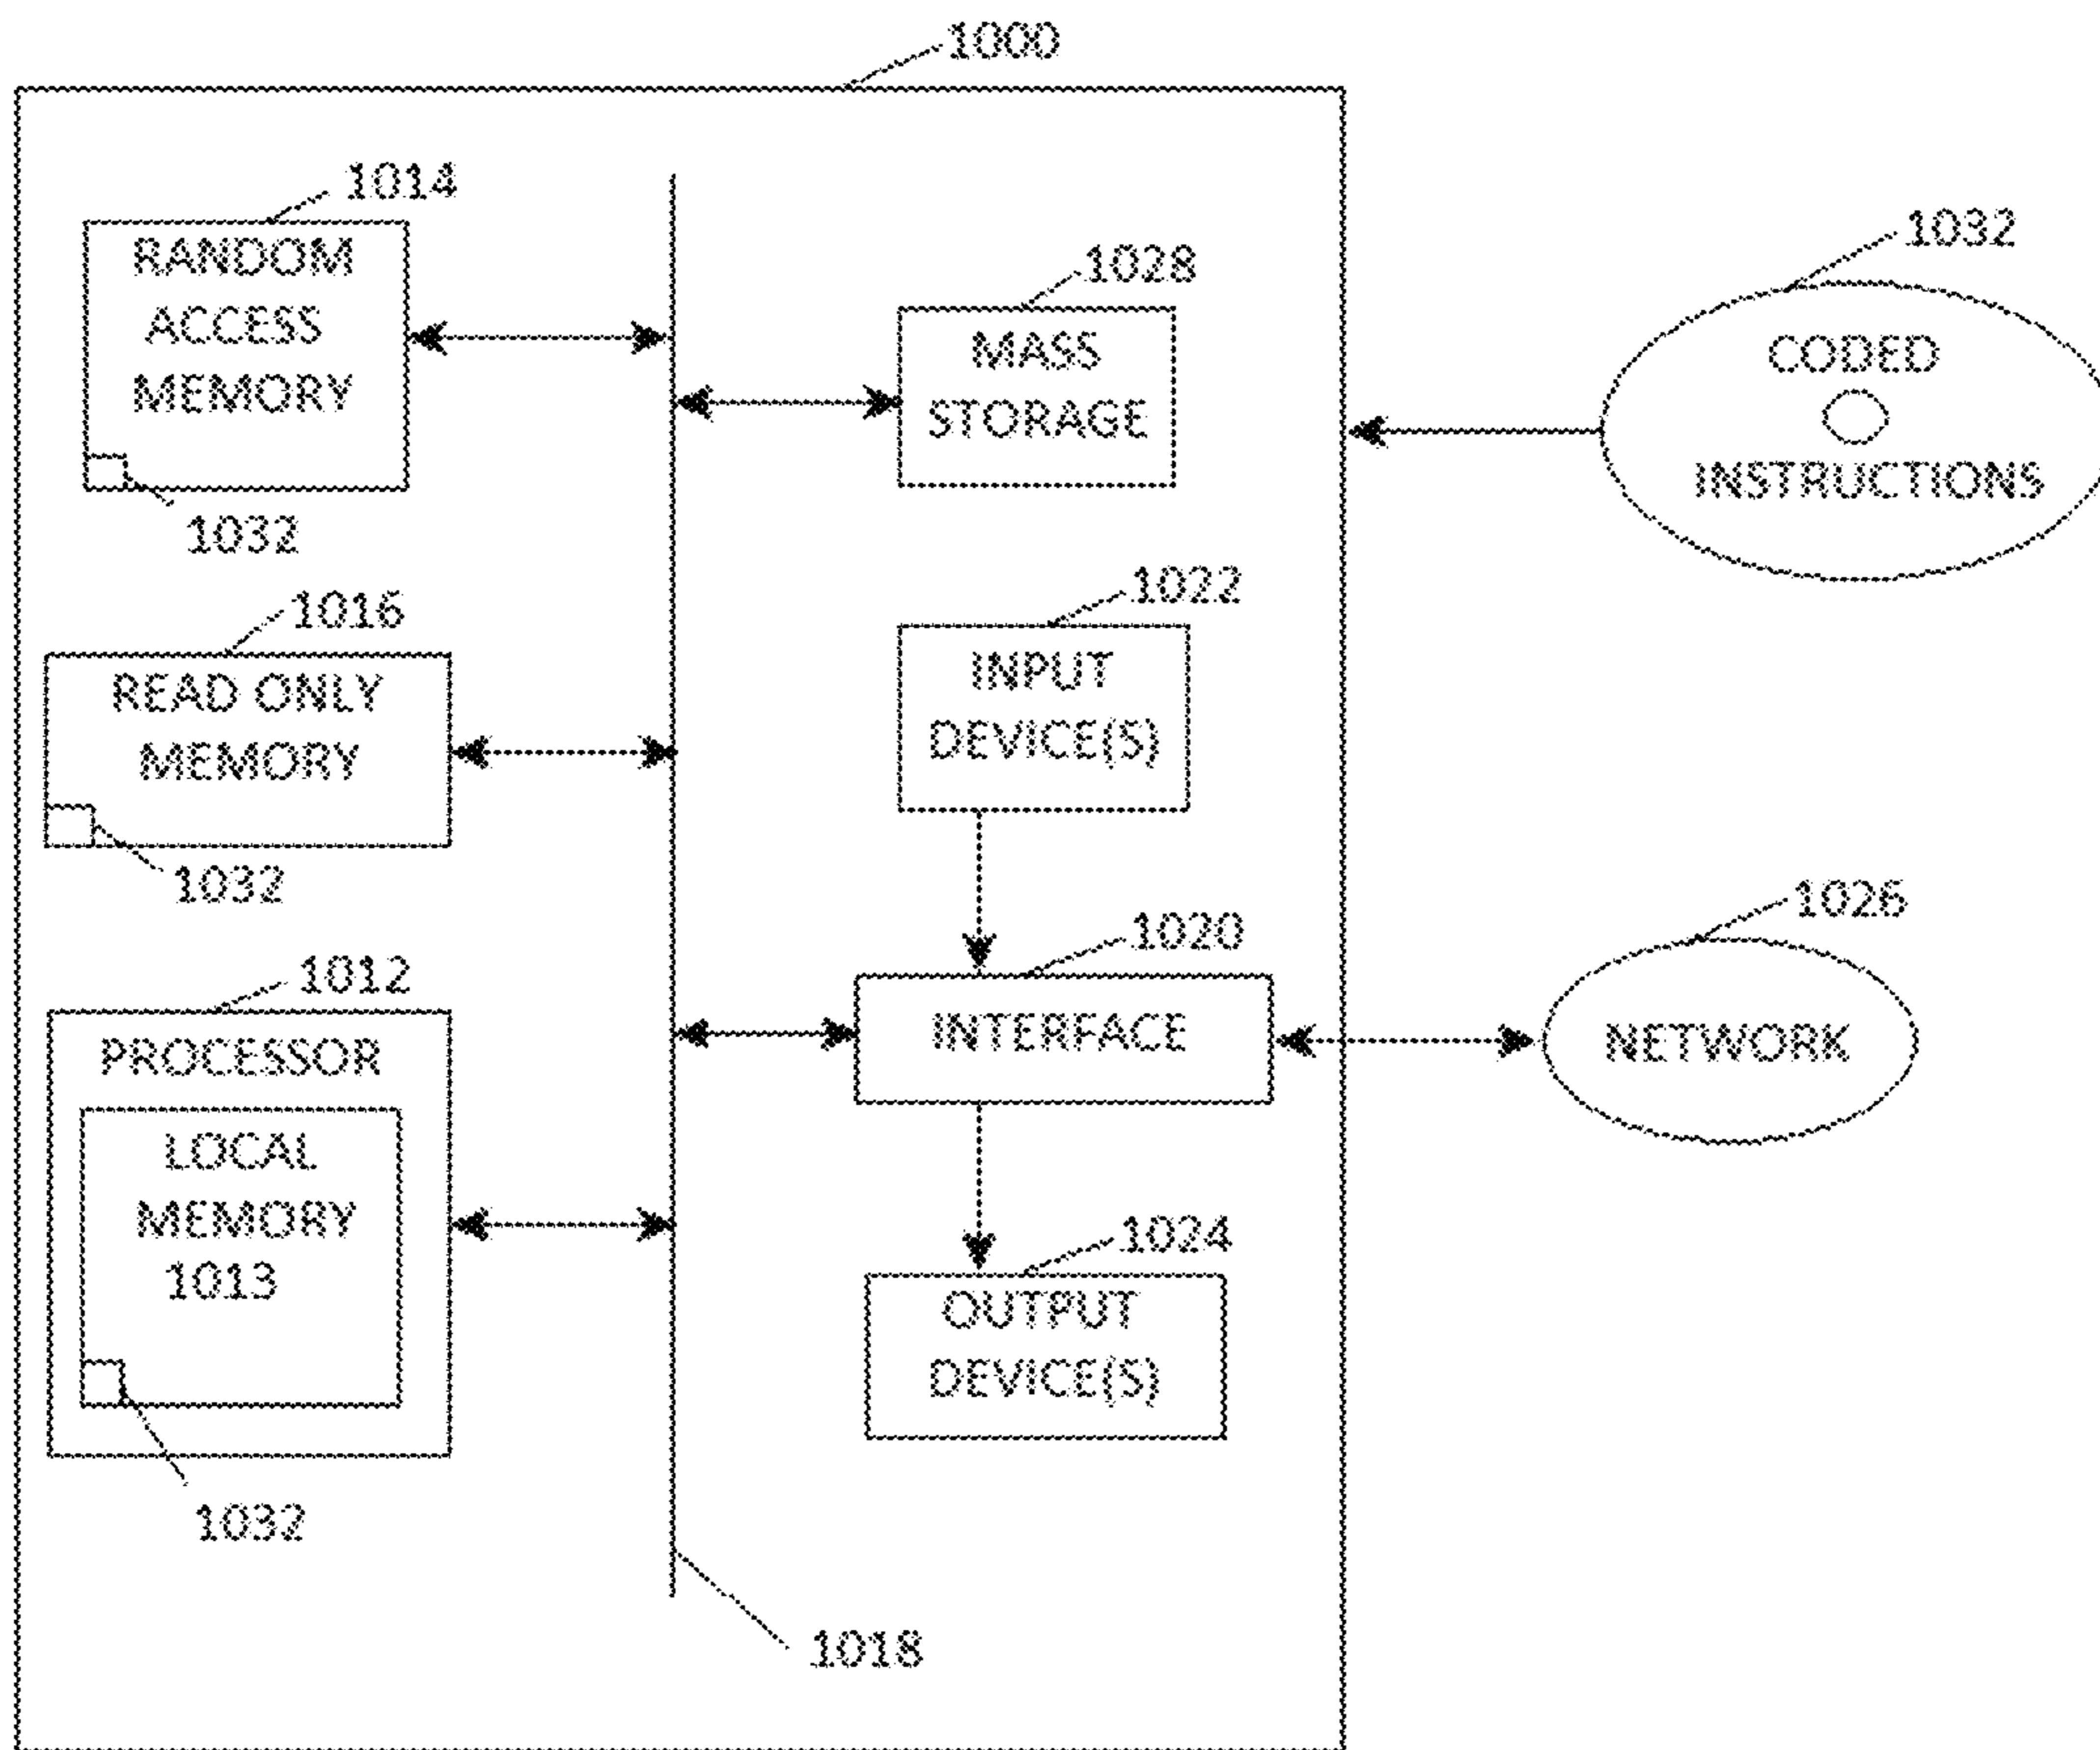 1000
1014
RANDOM
ACCESS
MEMORY
1032
1016
READ ONLY
MEMORY
1032
1012
PROCESSOR
LOCAL
MEMORY
1013
1032
1018
1028
MASS
STORAGE
1022
INPUT
DEVICE(S)
1020
INTERFACE
1024
OUTPUT
DEVICE(S)
1032
CODED
INSTRUCTIONS
1026
NETWORK